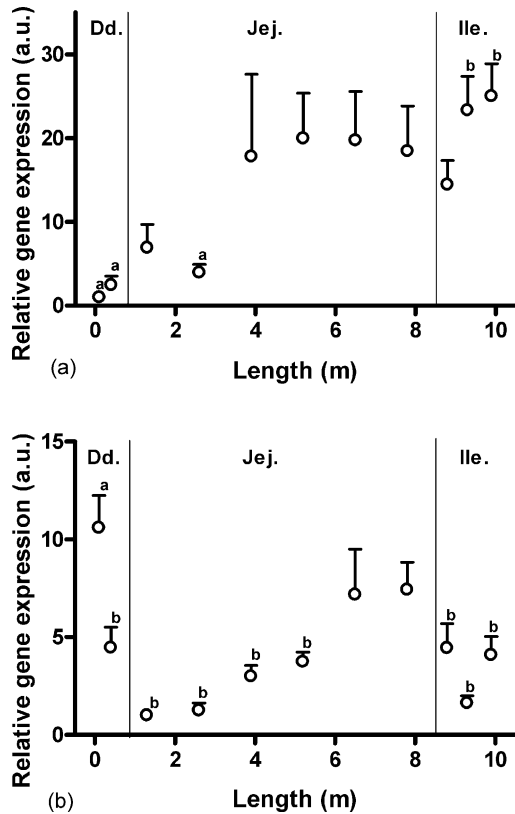 Dd. Jej. Ile.
Relative gene expression (a.u.)
30
20
10
0
a a a b b
0 2 4 6 8 10
Length (m)
(a)
Dd. Jej. Ile.
Relative gene expression (a.u.)
15
10
5
0
a
b b b b b b b b
0 2 4 6 8 10
Length (m)
(b)